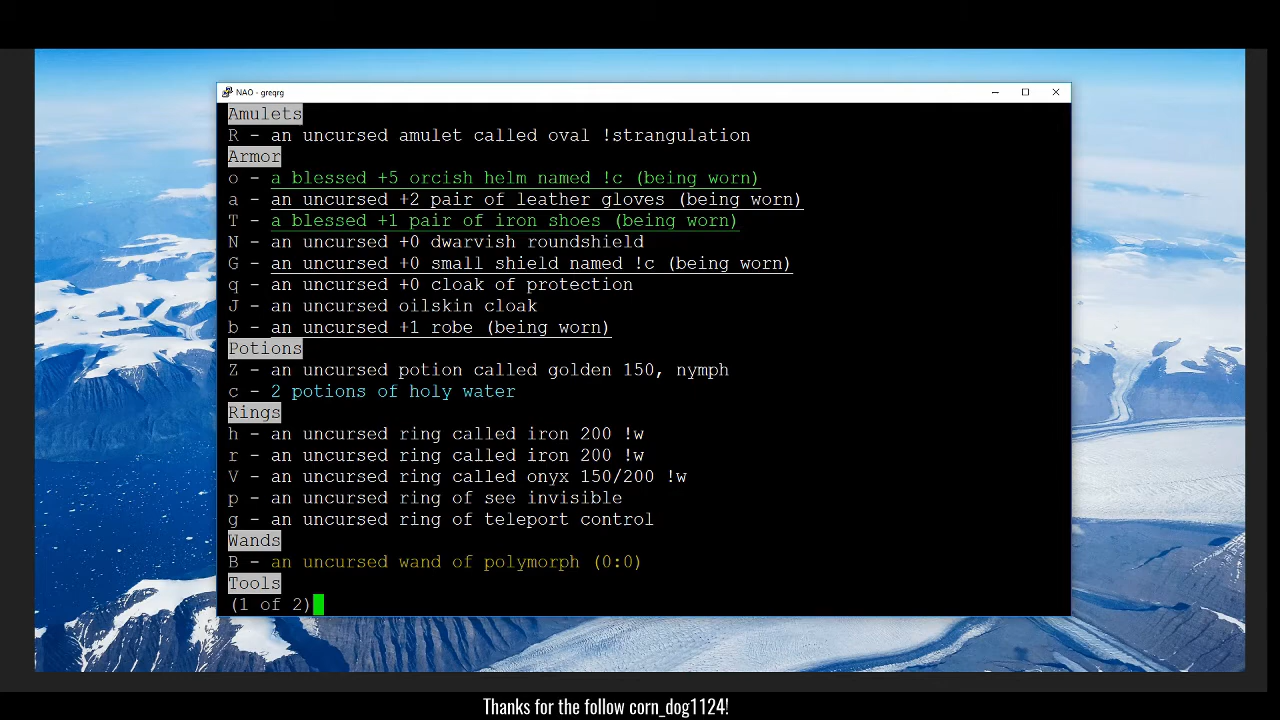 NAO - greqrg
Amulets
R - an uncursed amulet called oval !strangulation
Armor
o - a blessed +5 orcish helm named !c (being worn)
a - an uncursed +2 pair of leather gloves (being worn)
T - a blessed +1 pair of iron shoes (being worn)
N - an uncursed +0 dwarvish roundshield
G - an uncursed +0 small shield named !c (being worn)
q - an uncursed +0 cloak of protection
J - an uncursed oilskin cloak
b - an uncursed +1 robe (being worn)
Potions
Z - an uncursed potion called golden 150, nymph
c - 2 potions of holy water
Rings
h - an uncursed ring called iron 200 !w
r - an uncursed ring called iron 200 !w
V - an uncursed ring called onyx 150/200 !w
p - an uncursed ring of see invisible
g - an uncursed ring of teleport control
Wands
B - an uncursed wand of polymorph (0:0)
Tools
(1 of 2)
Thanks for the follow corn_dog1124!